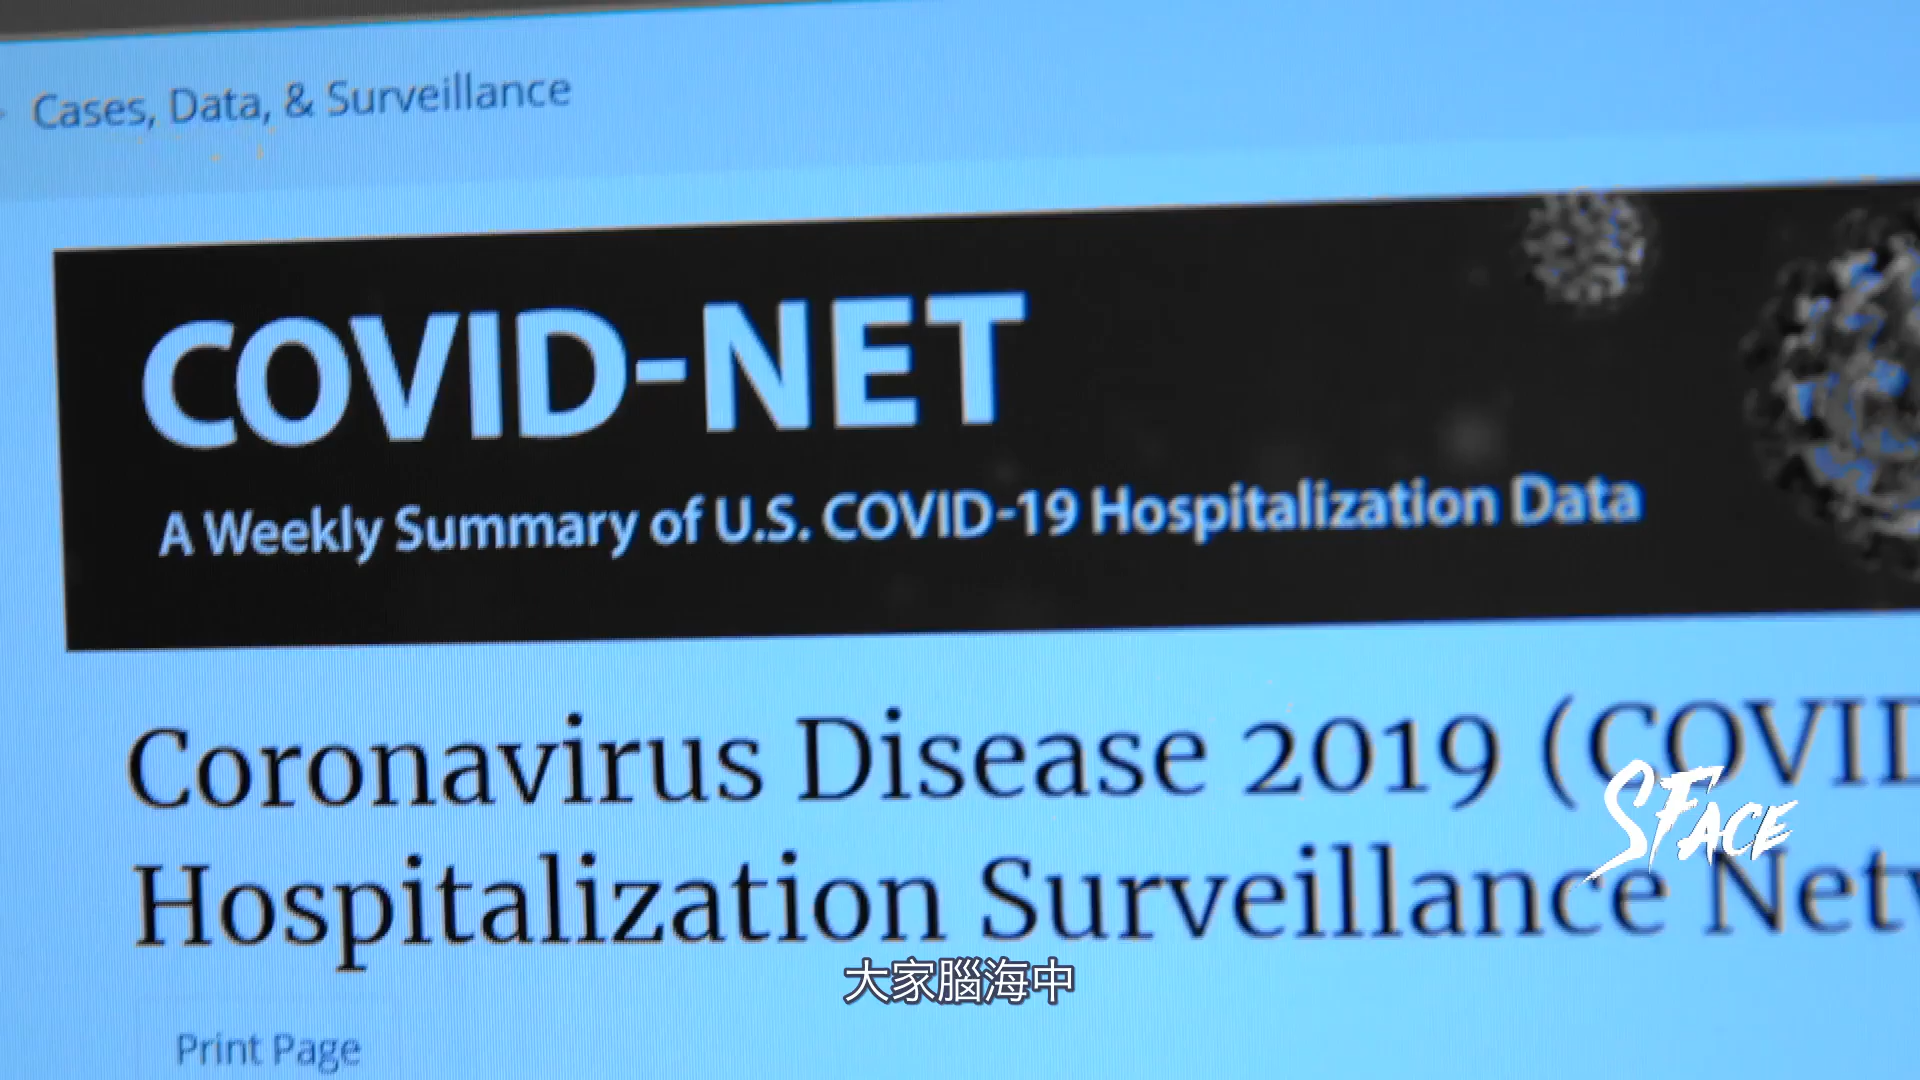 Cases, Data, & Surveillance
COVID-NET
A Weekly Summary of U.S. COVID-19 Hospitalization Data
Coronavirus Disease 2019 (COVID
Hospitalization Surveillance Net
SFACE
大家腦海中
Print Page